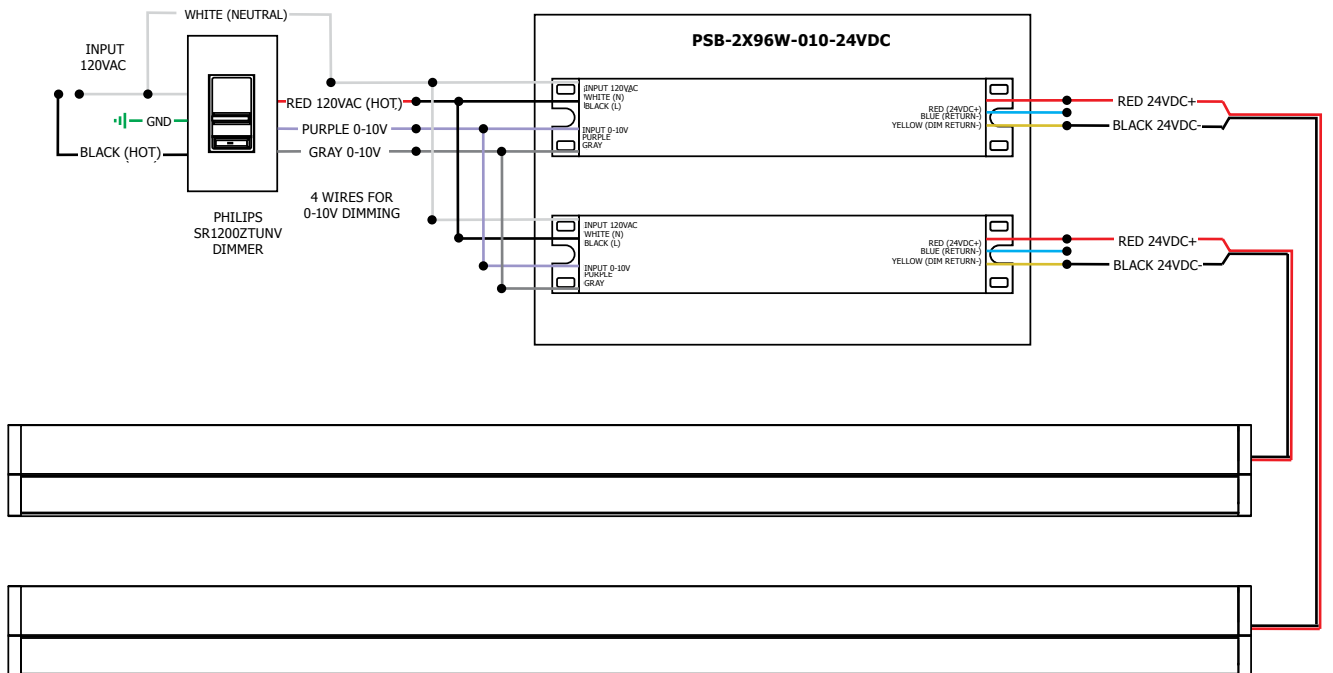 WHITE (NEUTRAL)
INPUT
120VAC
GND
BLACK (HOT)
PHILIPS
SR1200ZTUNV
DIMMER
RED 120VAC (HOT)
PURPLE 0-10V
GRAY 0-10V
4 WIRES FOR
0-10V DIMMING
PSB-2X96W-010-24VDC
INPUT 120VAC
WHITE (N)
BLACK (L)
INPUT 0-10V
PURPLE
GRAY
RED (24VDC+)
BLUE (RETURN-)
YELLOW (DIM RETURN-)
RED 24VDC+
BLACK 24VDC-
INPUT 120VAC
WHITE (N)
BLACK (L)
INPUT 0-10V
PURPLE
GRAY
RED (24VDC+)
BLUE (RETURN-)
YELLOW (DIM RETURN-)
RED 24VDC+
BLACK 24VDC-